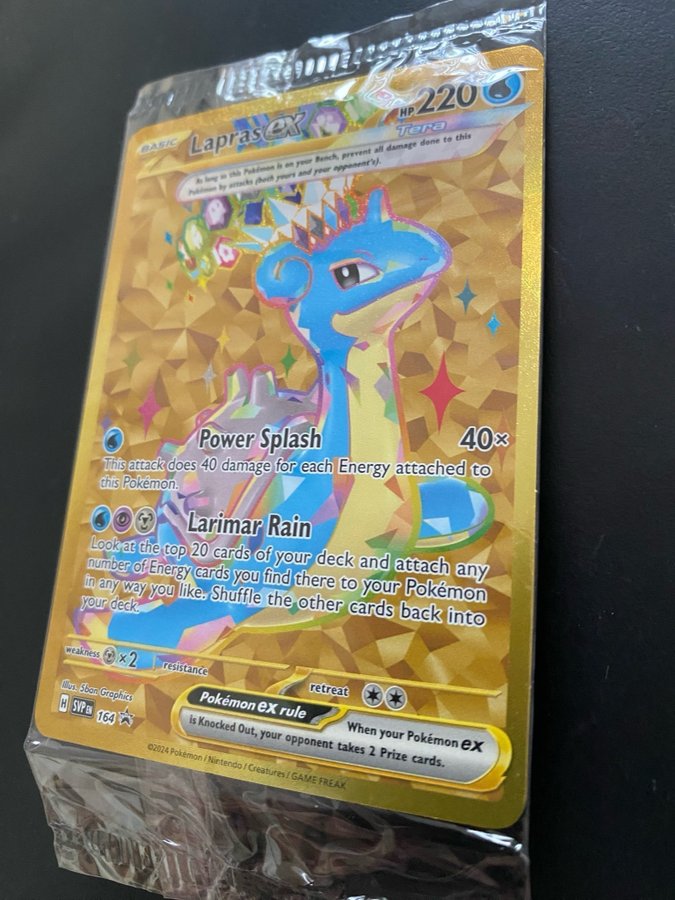 BASIC Lapras ex HP 220
Tera
As long as this Pokémon is on your Bench, prevent all damage done to this
Pokémon by attacks (both yours and your opponent's).
Power Splash 40×
This attack does 40 damage for each Energy attached to
this Pokémon.
Larimar Rain
Look at the top 20 cards of your deck and attach any
number of Energy cards you find there to your Pokémon
in any way you like. Shuffle the other cards back into
your deck.
weakness ×2 resistance
retreat
Illus. 5ban Graphics
H SVP EN 164
Pokémon ex rule
When your Pokémon ex
is Knocked Out, your opponent takes 2 Prize cards.
©2024 Pokémon / Nintendo / Creatures / GAME FREAK